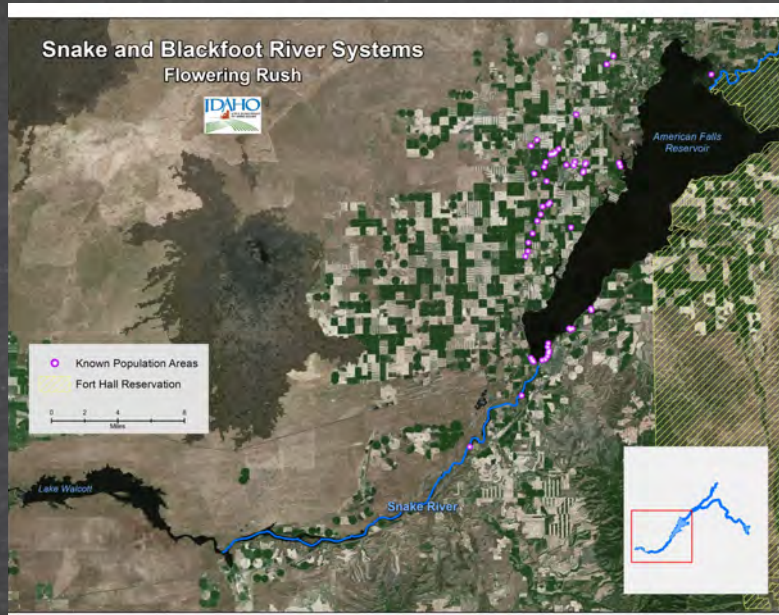 Snake and Blackfoot River Systems
Flowering Rush
IDAHO
American Falls
Reservoir
Known Population Areas
Fort Hall Reservation
0 2 4 8
Miles
Lake Walcott
Snake River